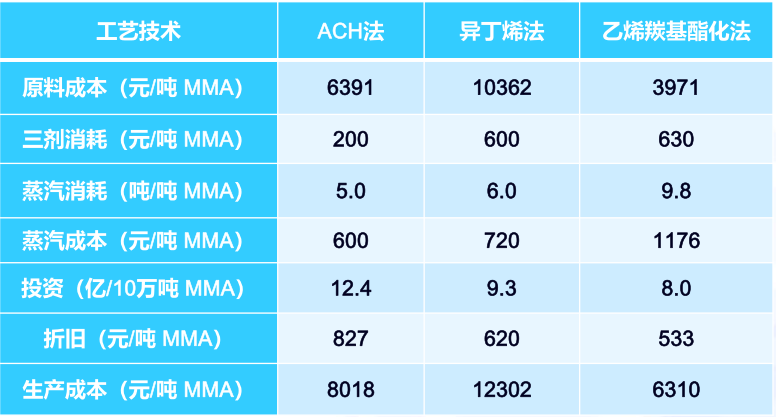 工艺技术 ACH法 异丁烯法 乙烯羰基酯化法
原料成本（元/吨 MMA） 6391 10362 3971
三剂消耗（元/吨 MMA） 200 600 630
蒸汽消耗（吨/吨 MMA） 5.0 6.0 9.8
蒸汽成本（元/吨 MMA） 600 720 1176
投资（亿/10万吨 MMA） 12.4 9.3 8.0
折旧（元/吨 MMA） 827 620 533
生产成本（元/吨 MMA） 8018 12302 6310